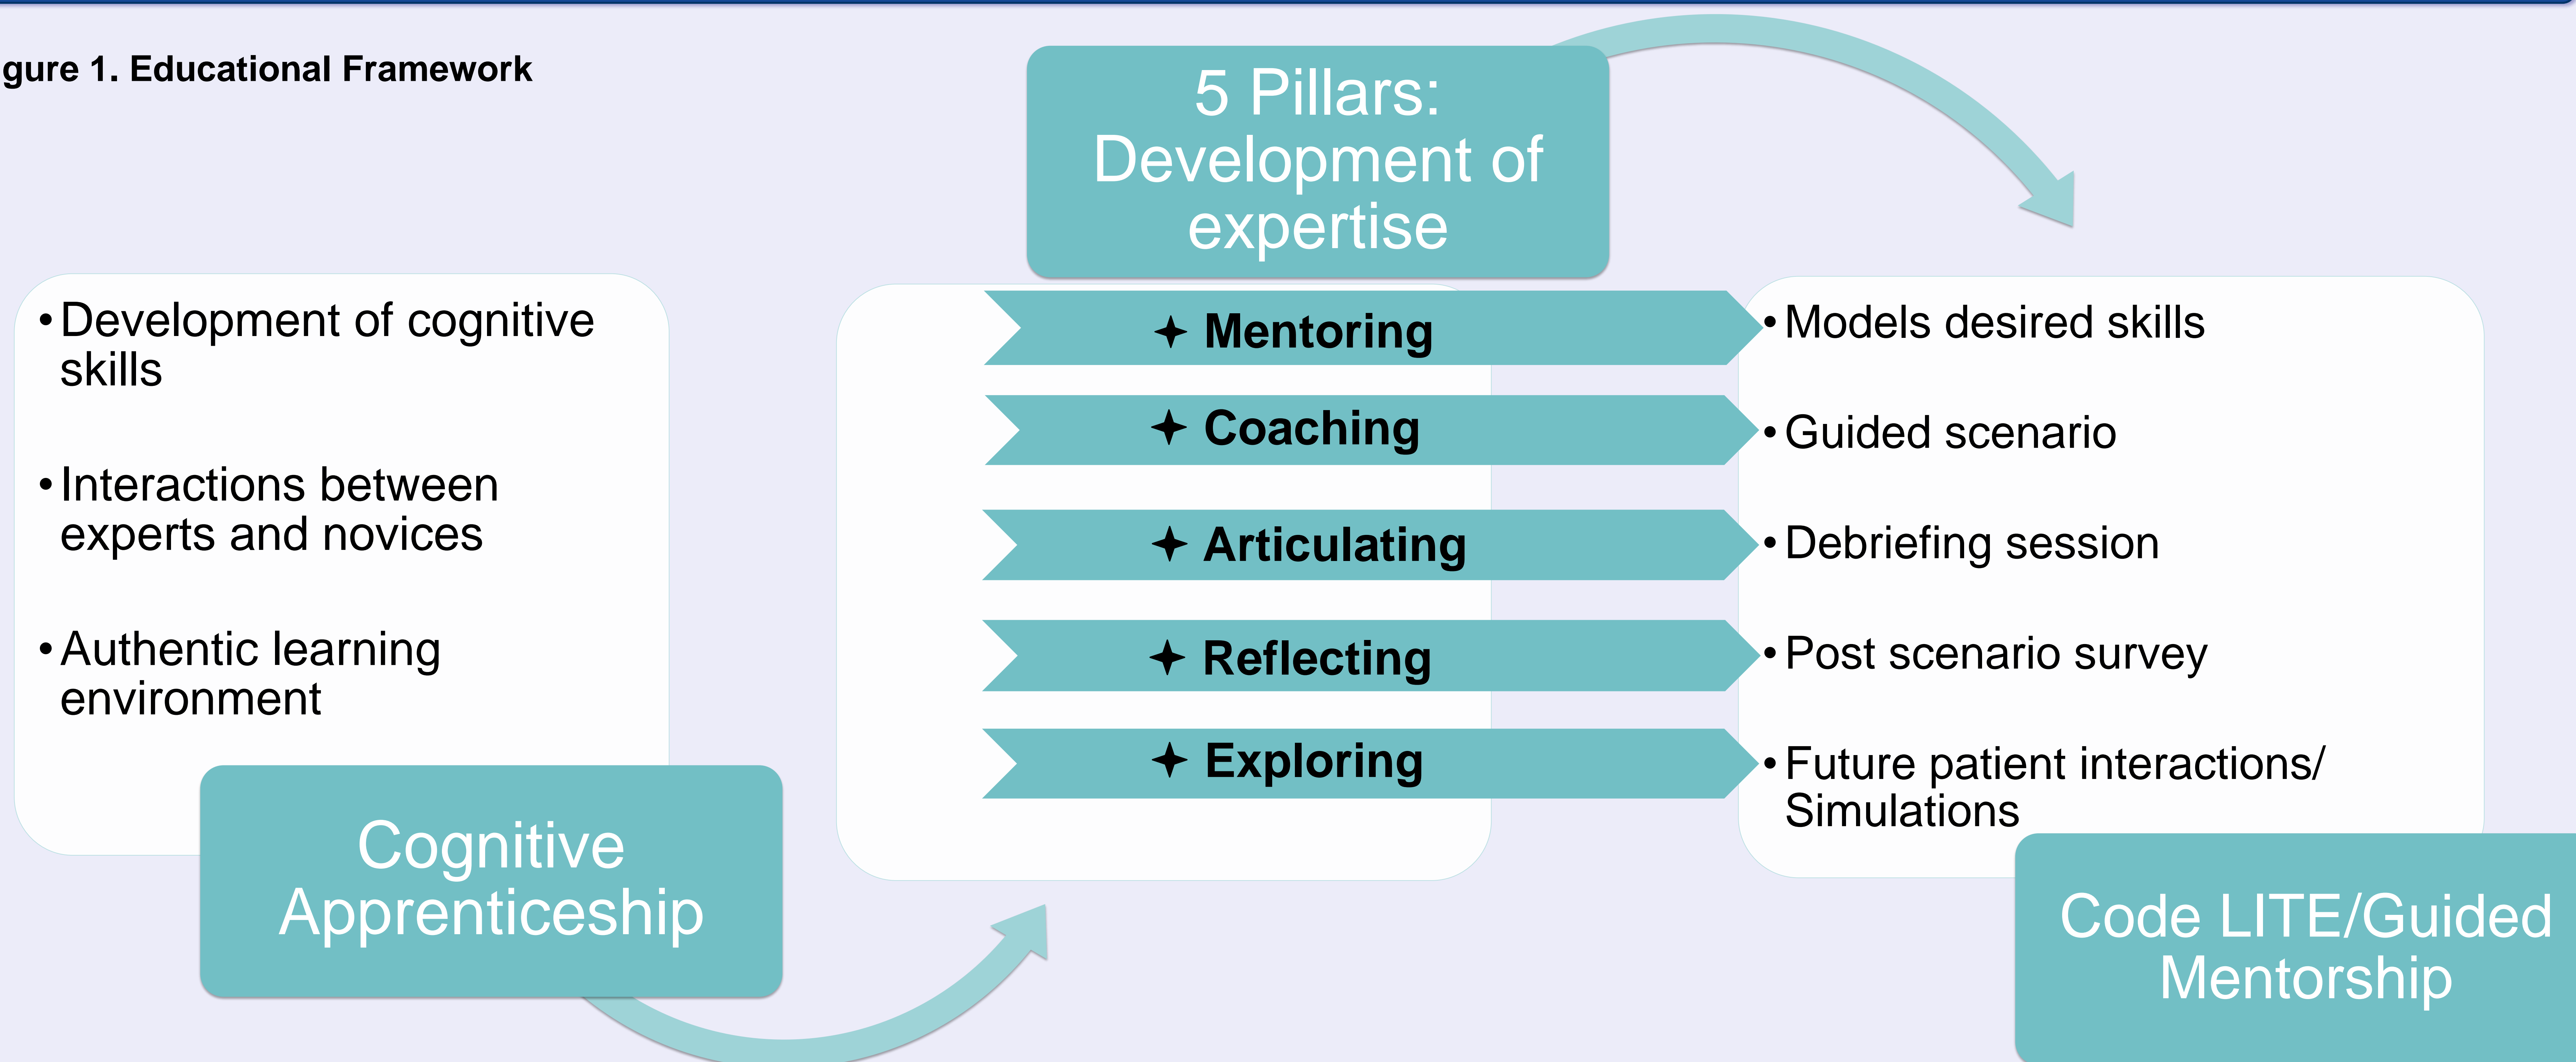 gure 1. Educational Framework
• Development of cognitive
skills
• Interactions between
experts and novices
• Authentic learning
environment
Cognitive
Apprenticeship
5 Pillars:
Development of
expertise
✦ Mentoring
✦ Coaching
✦ Articulating
✦ Reflecting
✦ Exploring
• Models desired skills
• Guided scenario
• Debriefing session
• Post scenario survey
• Future patient interactions/
Simulations
Code LITE/Guided
Mentorship